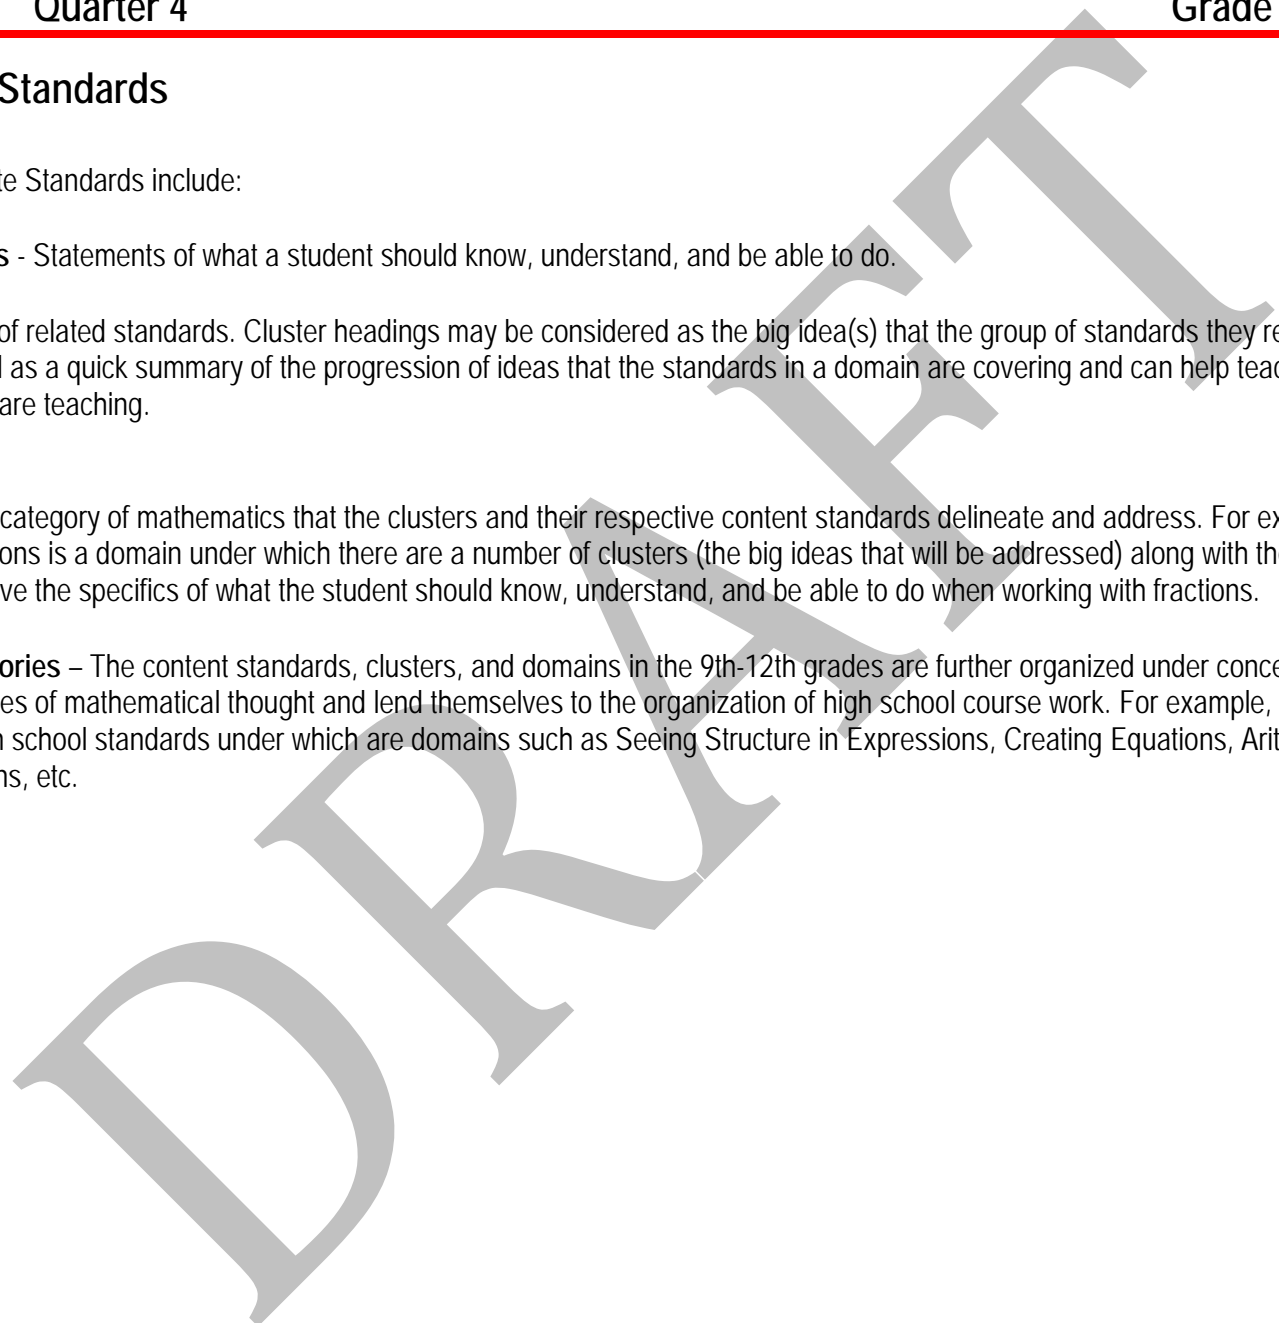 Quarter 4 Grade
Standards
te Standards include:
s - Statements of what a student should know, understand, and be able to do.
of related standards. Cluster headings may be considered as the big idea(s) that the group of standards they re
l as a quick summary of the progression of ideas that the standards in a domain are covering and can help teac
are teaching.
category of mathematics that the clusters and their respective content standards delineate and address. For ex
ons is a domain under which there are a number of clusters (the big ideas that will be addressed) along with the
ve the specifics of what the student should know, understand, and be able to do when working with fractions.
ories – The content standards, clusters, and domains in the 9th-12th grades are further organized under conce
es of mathematical thought and lend themselves to the organization of high school course work. For example,
h school standards under which are domains such as Seeing Structure in Expressions, Creating Equations, Arit
ns, etc.
DRAFT